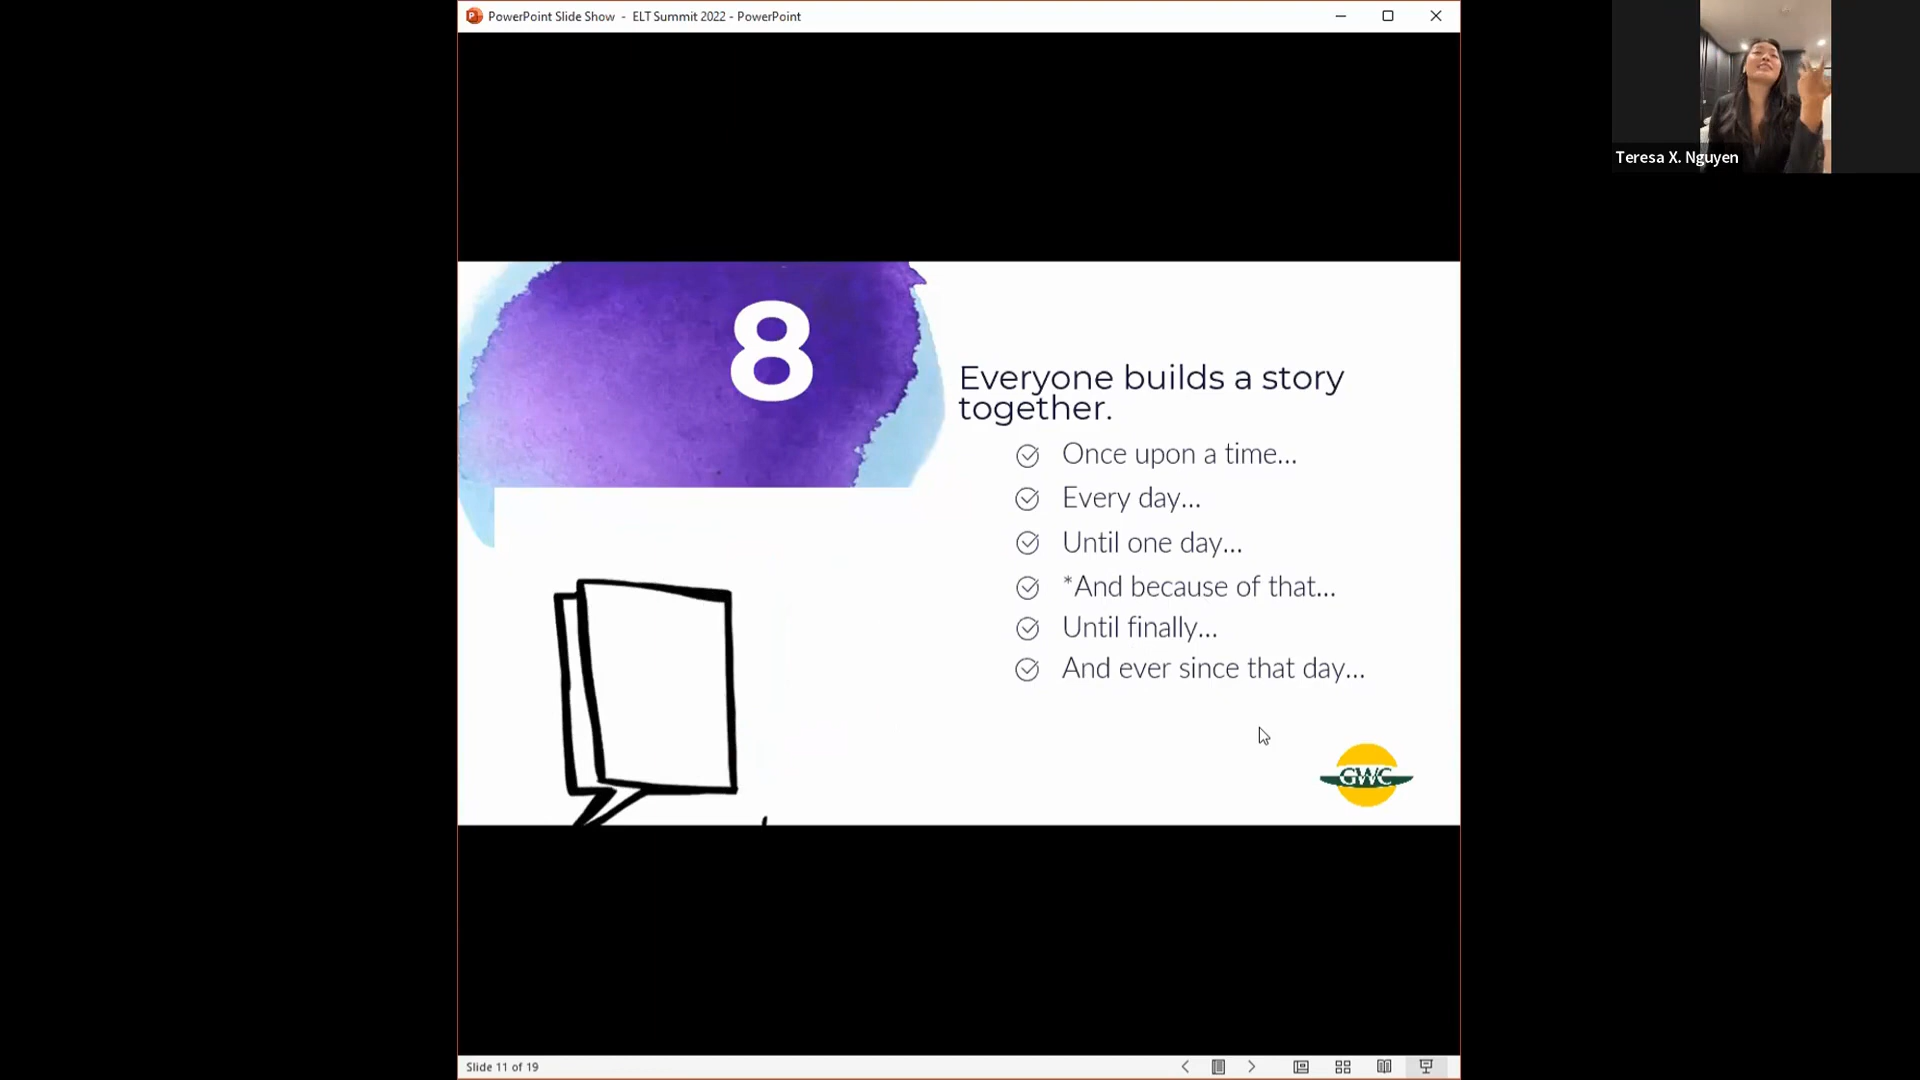 PowerPoint Slide Show - ELT Summit 2022 - PowerPoint
Teresa X. Nguyen
8
Everyone builds a story
together.
Once upon a time...
Every day...
Until one day...
*And because of that...
Until finally...
And ever since that day...
GWC
Slide 11 of 19